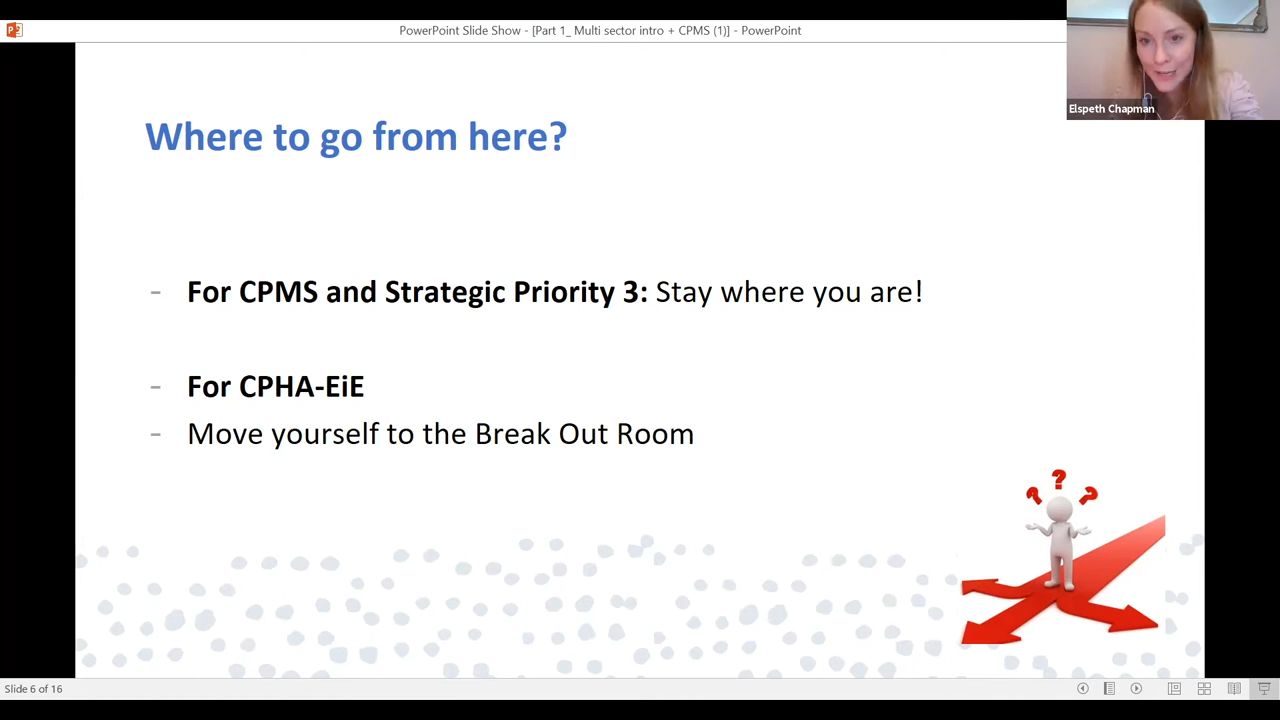 PowerPoint Slide Show - [Part 1_ Multi sector intro + CPMS (1)] - PowerPoint
Elspeth Chapman
Where to go from here?
- For CPMS and Strategic Priority 3: Stay where you are!
- For CPHA-EiE
- Move yourself to the Break Out Room
? ? ?
Slide 6 of 16